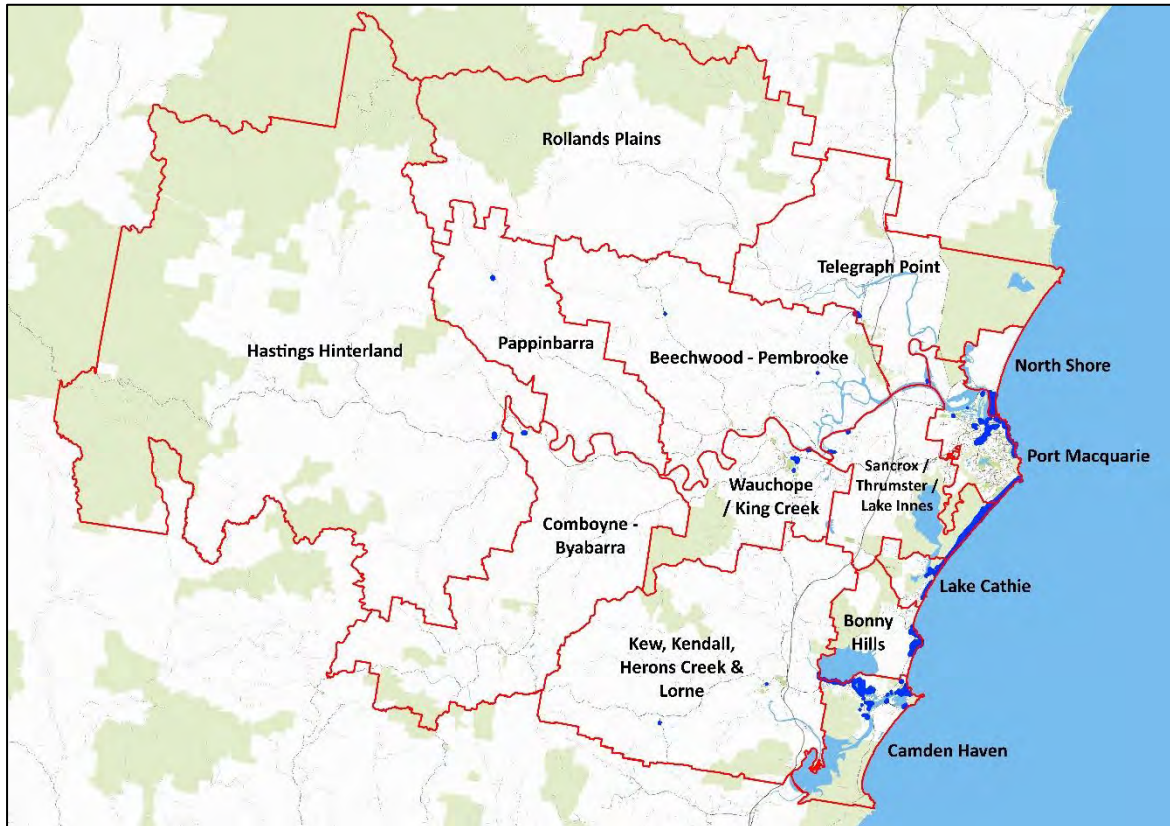 Rollands Plains
Telegraph Point
Hastings Hinterland
Pappinbarra
Beechwood - Pembrooke
North Shore
Port Macquarie
Sancrox /
Thrumster /
Lake Innes
Wauchope
/ King Creek
Comboyne -
Byabarra
Lake Cathie
Bonny
Hills
Kew, Kendall,
Herons Creek &
Lorne
Camden Haven